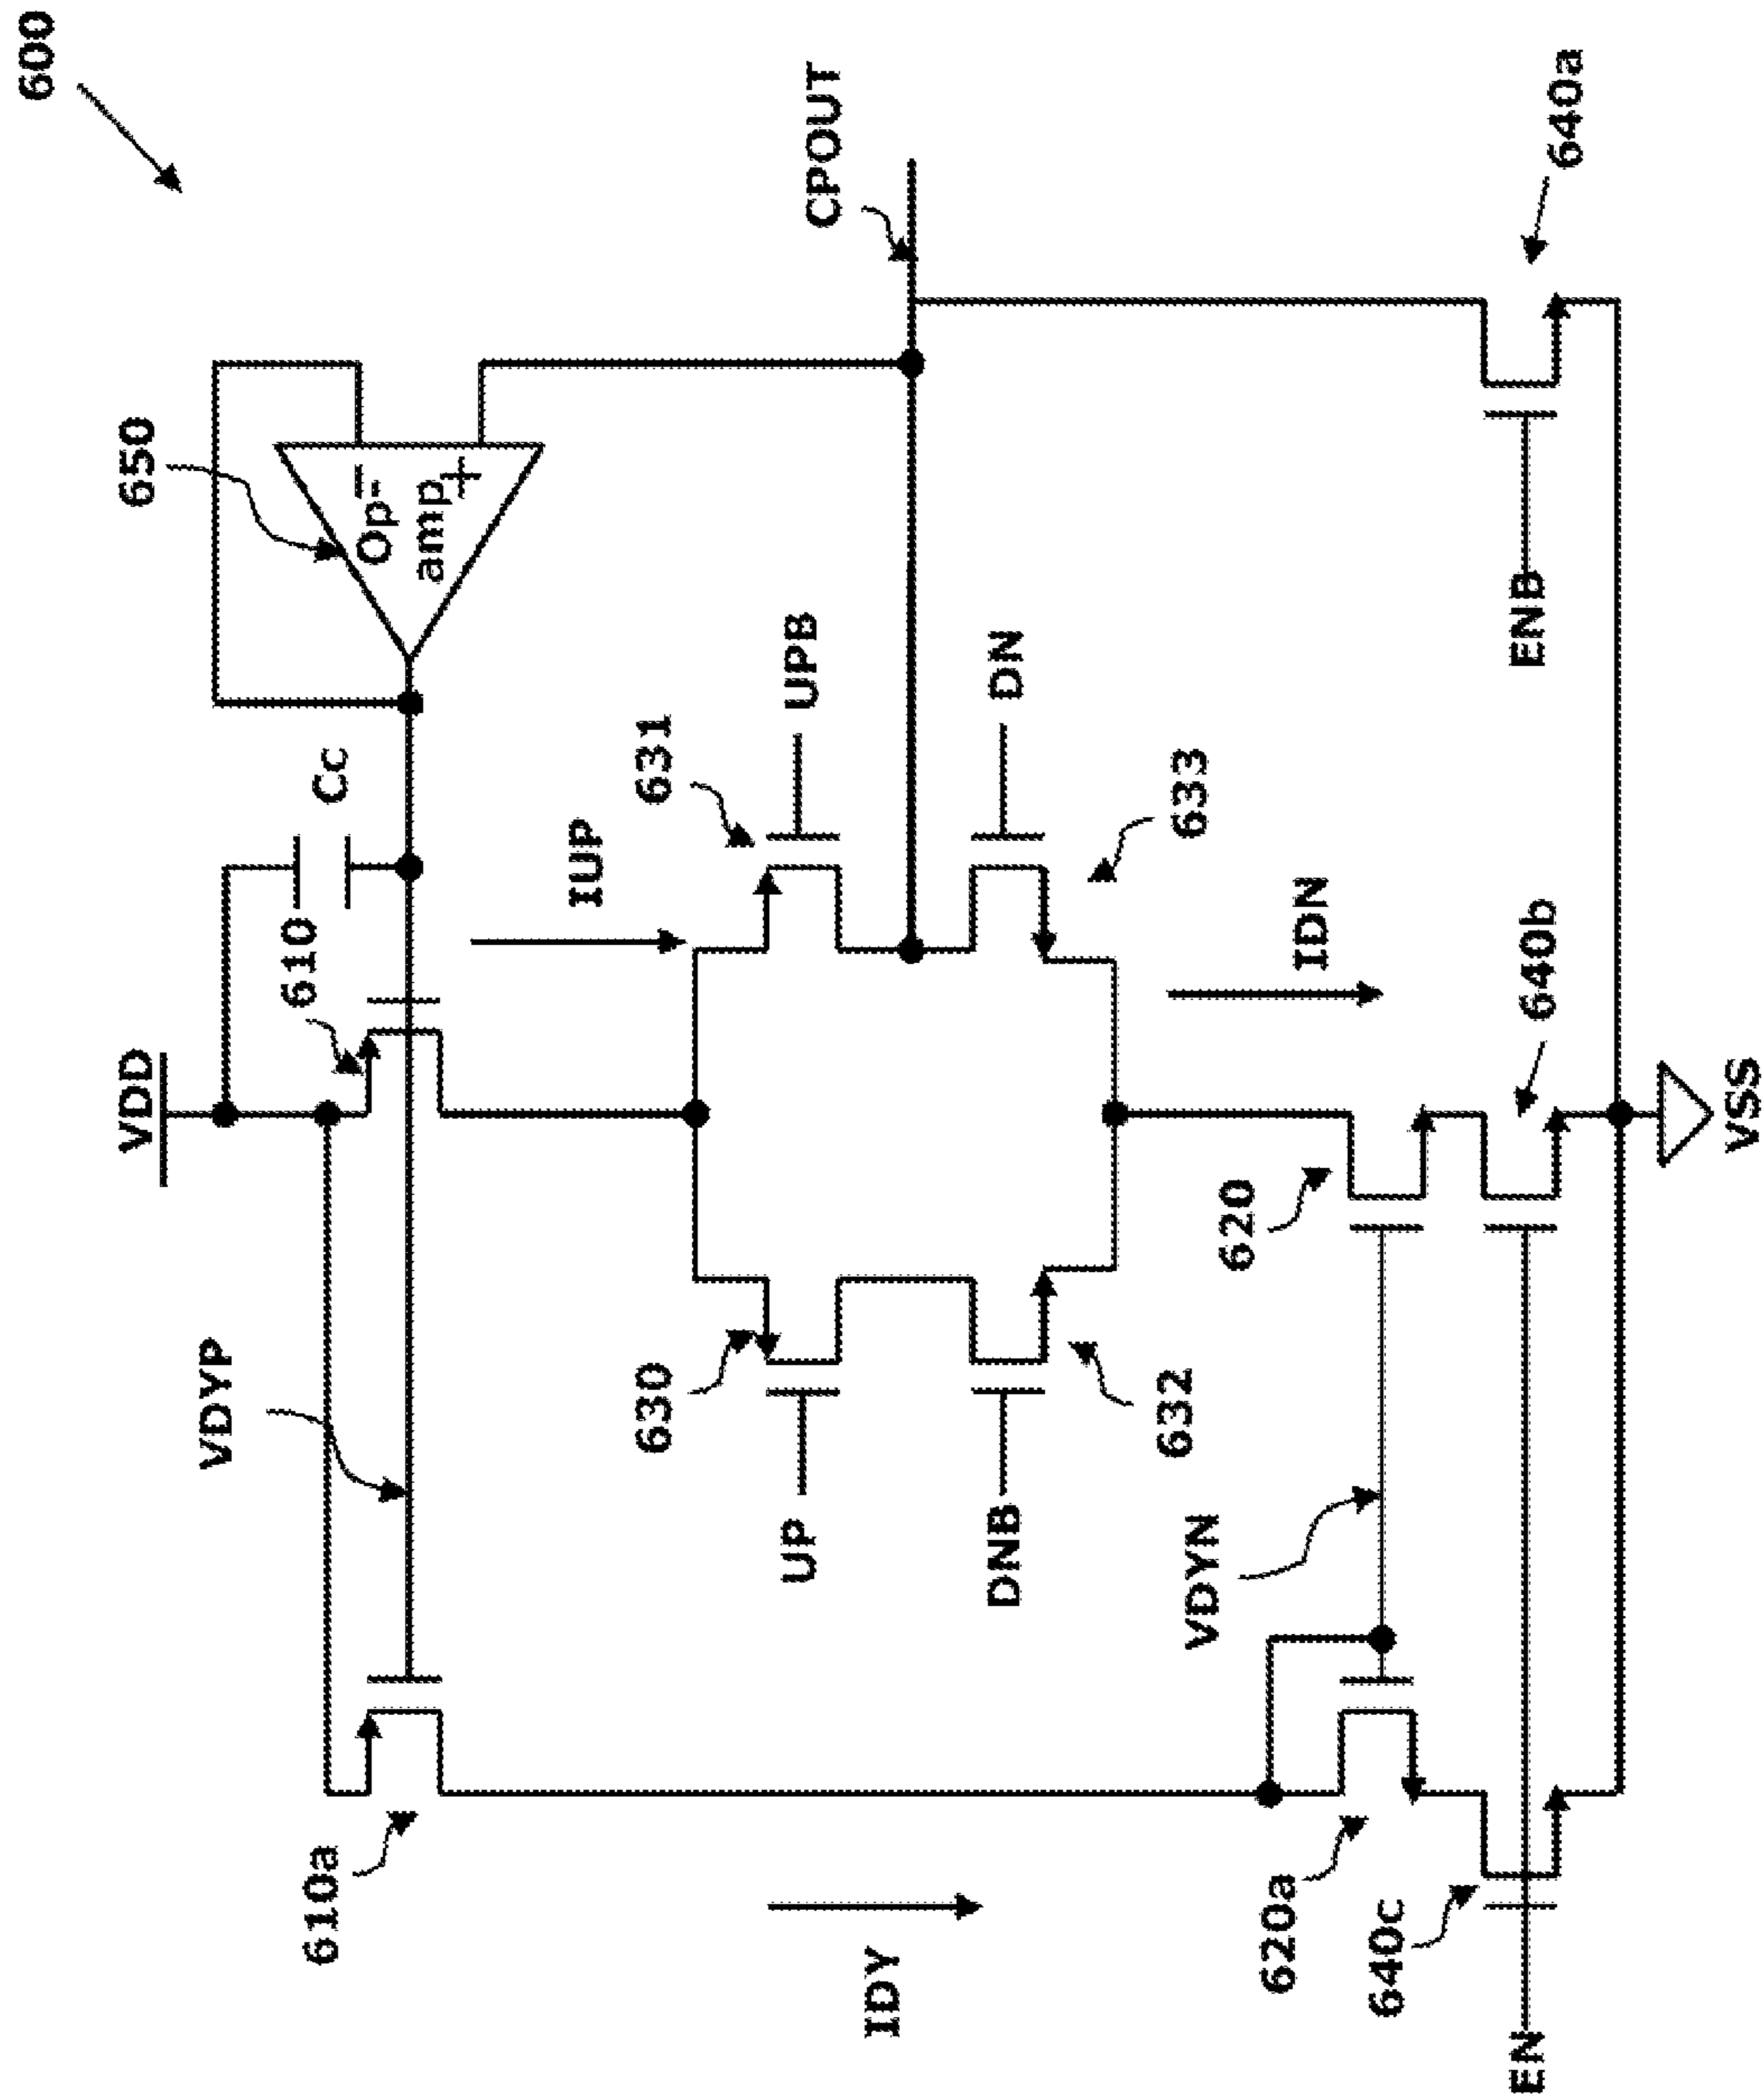 600
VDD
650
Op-
amp
−
+
Cc
610
VDYP
610a
IUP
CPOUT
631
UPB
630
UP
DN
633
DNB
632
IDY
IDN
VDYN
620
640b
620a
640c
EN
ENB
640a
VSS